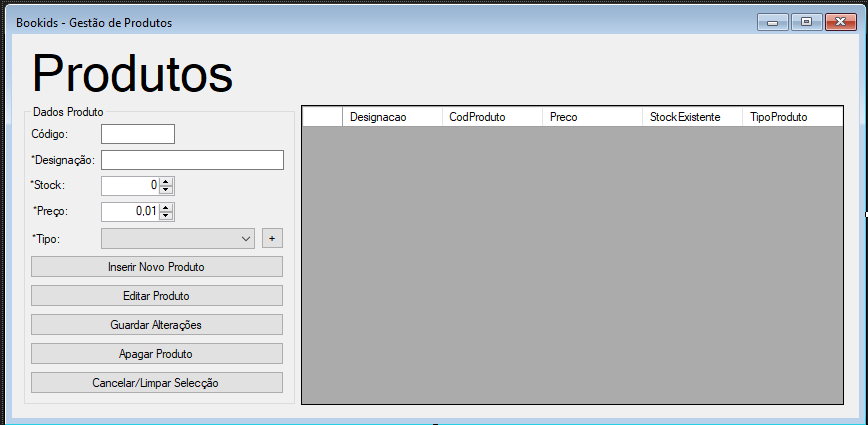 Bookids - Gestão de Produtos
Produtos
Dados Produto
Código:
*Designação:
*Stock: 0
*Preço: 0,01
*Tipo: +
Inserir Novo Produto
Editar Produto
Guardar Alterações
Apagar Produto
Cancelar/Limpar Selecção
Designacao CodProduto Preco StockExistente TipoProduto